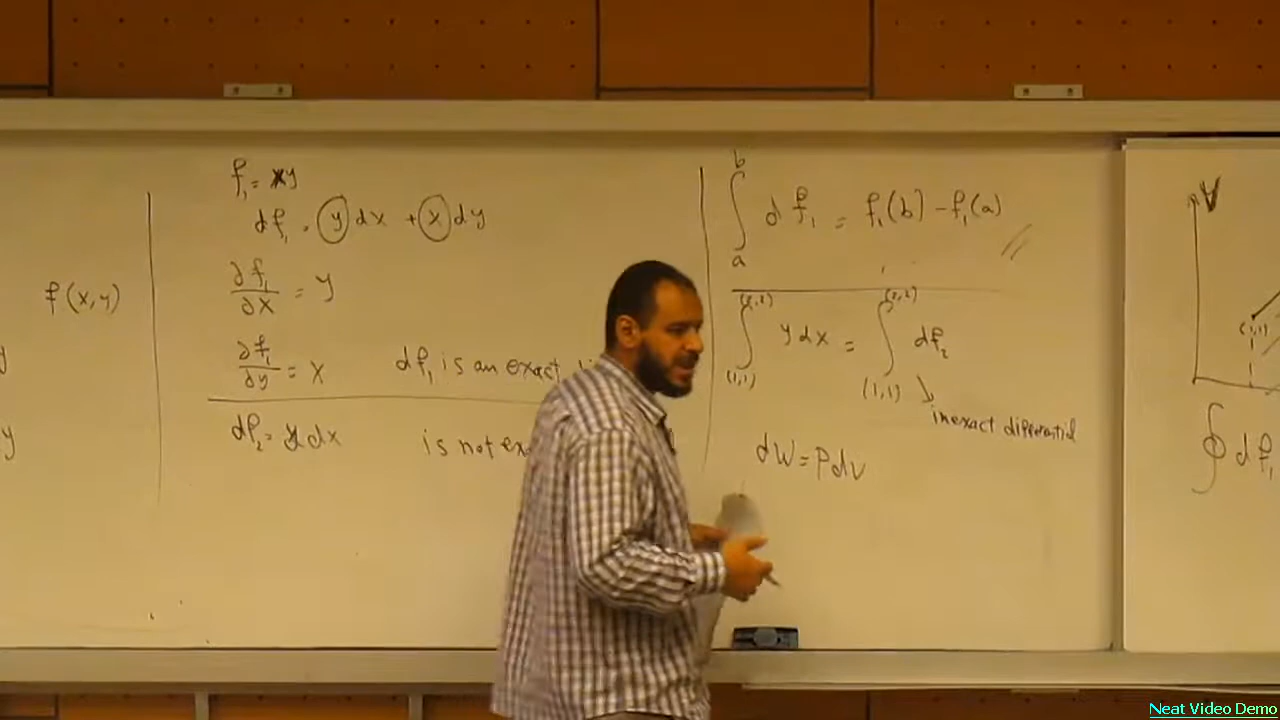 f(x,y)
y
y
f₁ = xy
df₁ = y dx + x dy
∂f₁/∂x = y
∂f₁/∂y = x
df₁ is an exact
df₂ = y dx
is not ex
∫_a^b df₁ = f₁(b) - f₁(a)
∫_(1,1)^(2,2) y dx = ∫_(1,1)^(2,2) df₂
inexact differential
dW = P dV
(1,1)
∮ df₁
Neat Video Demo